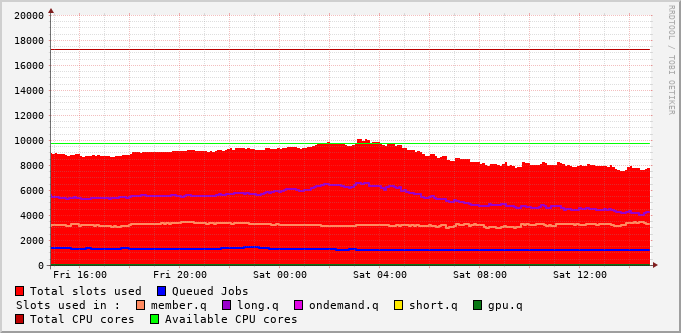 20000
18000
16000
14000
12000
10000
8000
6000
4000
2000
0
Fri 16:00 Fri 20:00 Sat 00:00 Sat 04:00 Sat 08:00 Sat 12:00
RRDTOOL / TOBI OETIKER
Total slots used Queued Jobs
Slots used in : member.q long.q ondemand.q short.q gpu.q
Total CPU cores Available CPU cores